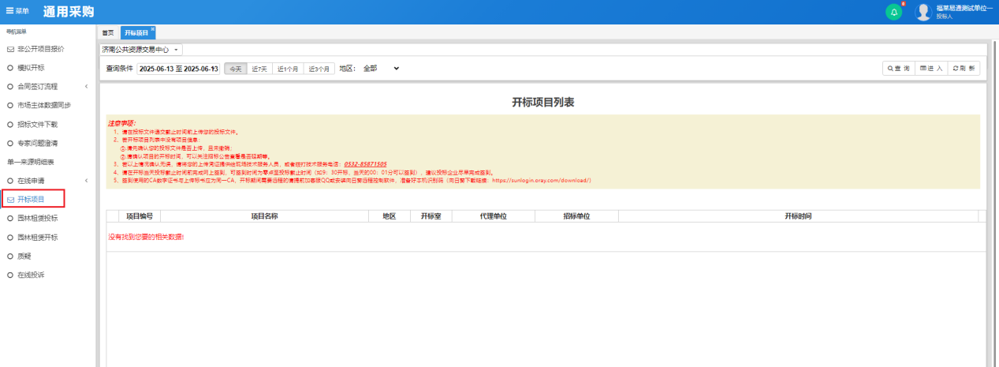 菜单
通用采购
8
福莱易通测试单位一
投标人
导航菜单
首页
开标项目
非公开项目报价
模拟开标
合同签订流程
市场主体数据同步
招标文件下载
专家问题澄清
单一来源明细表
在线申请
开标项目
园林租赁投标
园林租赁开标
质疑
在线投诉
济南公共资源交易中心
查询条件 2025-06-13 至 2025-06-13 今天 近7天 近1个月 近3个月 地区： 全部
查 询 进 入 刷 新
开标项目列表
注意事项：
1、请在投标文件递交截止时间前上传您的投标文件。
2、若开标项目列表中没有项目信息：
①.请先确认您的投标文件是否上传，且未撤销；
②.请确认项目的开标时间，可以关注招标公告查看是否延期等。
3、若以上情况确认无误，请将您的上传凭证提供给现场技术服务人员，或者拨打技术服务电话：0532-85871505
4、请在开标当天投标截止时间前完成网上签到，可签到时间为零点至投标截止时间（如9：30开标，当天的00：01分可以签到），建议投标企业尽早完成签到。
5、签到使用的CA数字证书与上传标书应为同一CA，开标期间需要远程的请提前加客服QQ或安装向日葵远程控制软件，准备好本机识别码（向日葵下载链接：https://sunlogin.oray.com/download/）
项目编号 项目名称 地区 开标室 代理单位 招标单位 开标时间
没有找到您要的相关数据!